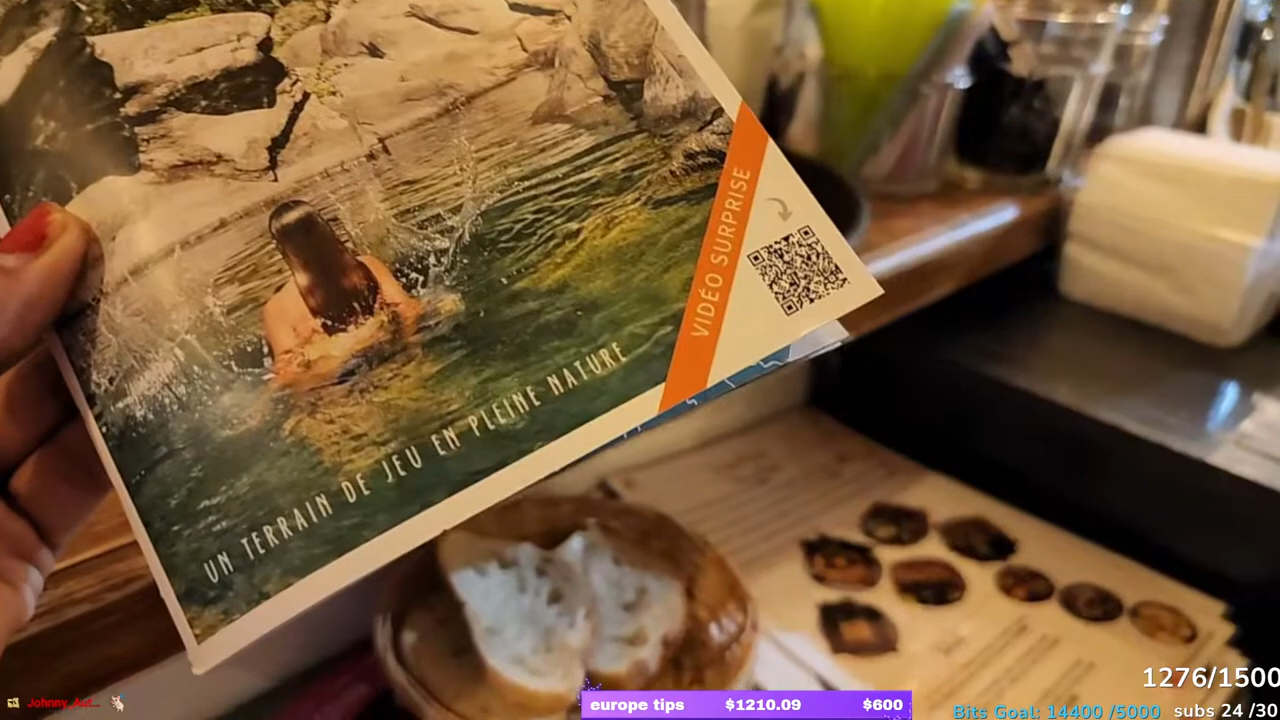 VIDÉO SURPRISE
UN TERRAIN DE JEU EN PLEINE NATURE
1276/1500
Johnny_Aut...
europe tips $1210.09 $600
Bits Goal: 14400 /5000 subs 24 /30